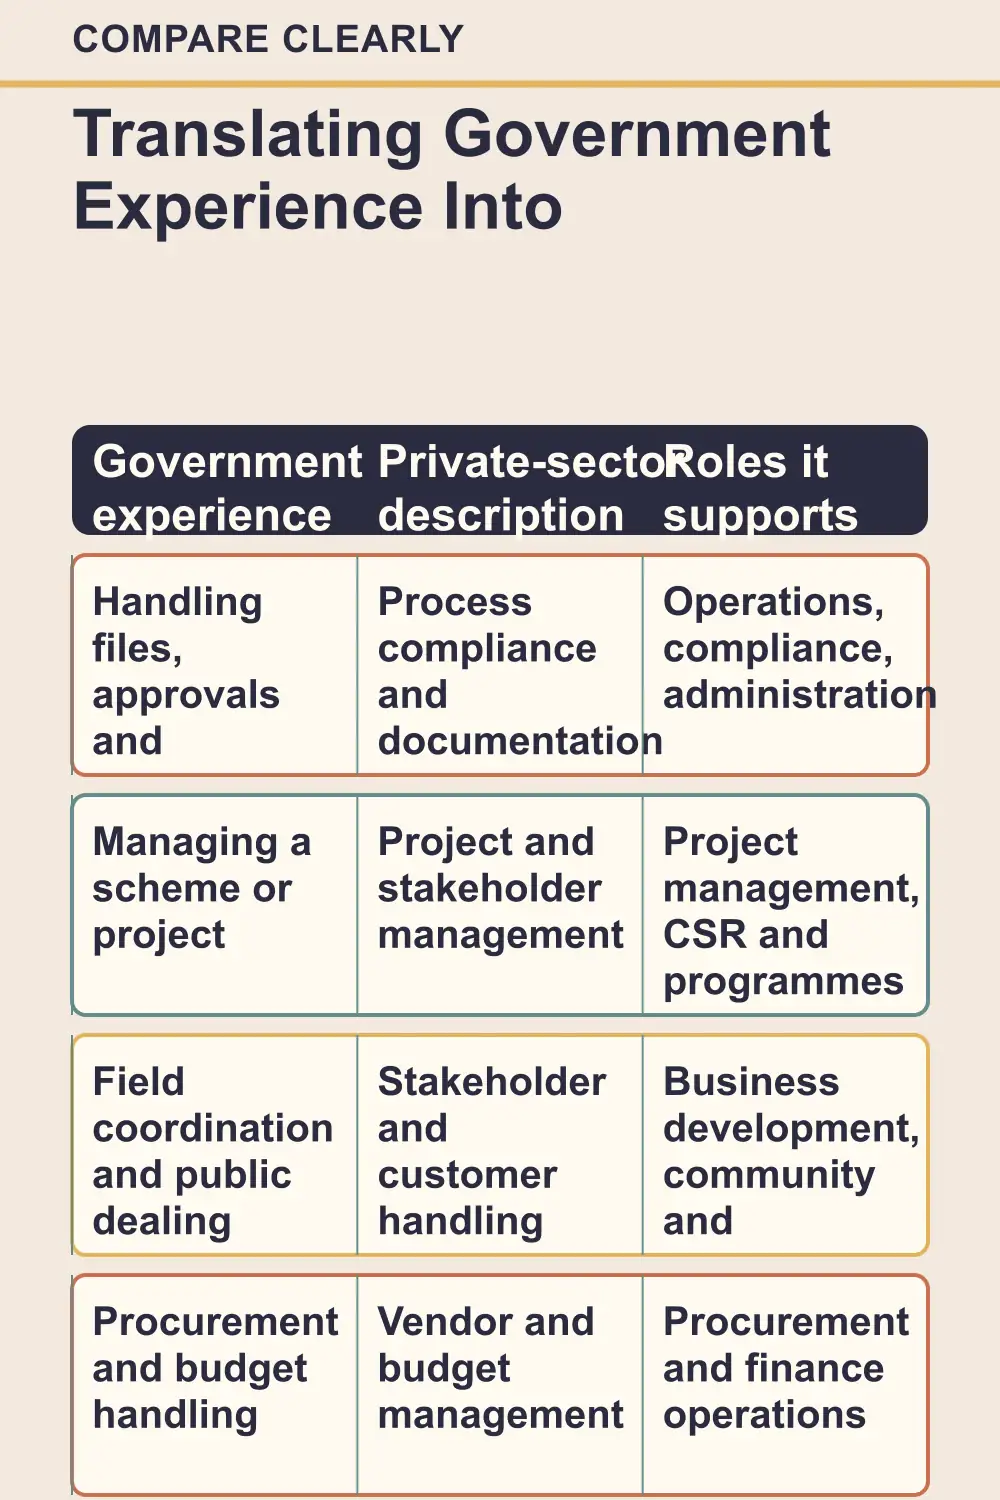 COMPARE CLEARLY
Translating Government
Experience Into
Government
experience
Private-sector
description
Roles it
supports
Handling
files,
approvals
and
Process
compliance
and
documentation
Operations,
compliance,
administration
Managing a
scheme or
project
Project and
stakeholder
management
Project
management,
CSR and
programmes
Field
coordination
and public
dealing
Stakeholder
and
customer
handling
Business
development,
community
and
Procurement
and budget
handling
Vendor and
budget
management
Procurement
and finance
operations